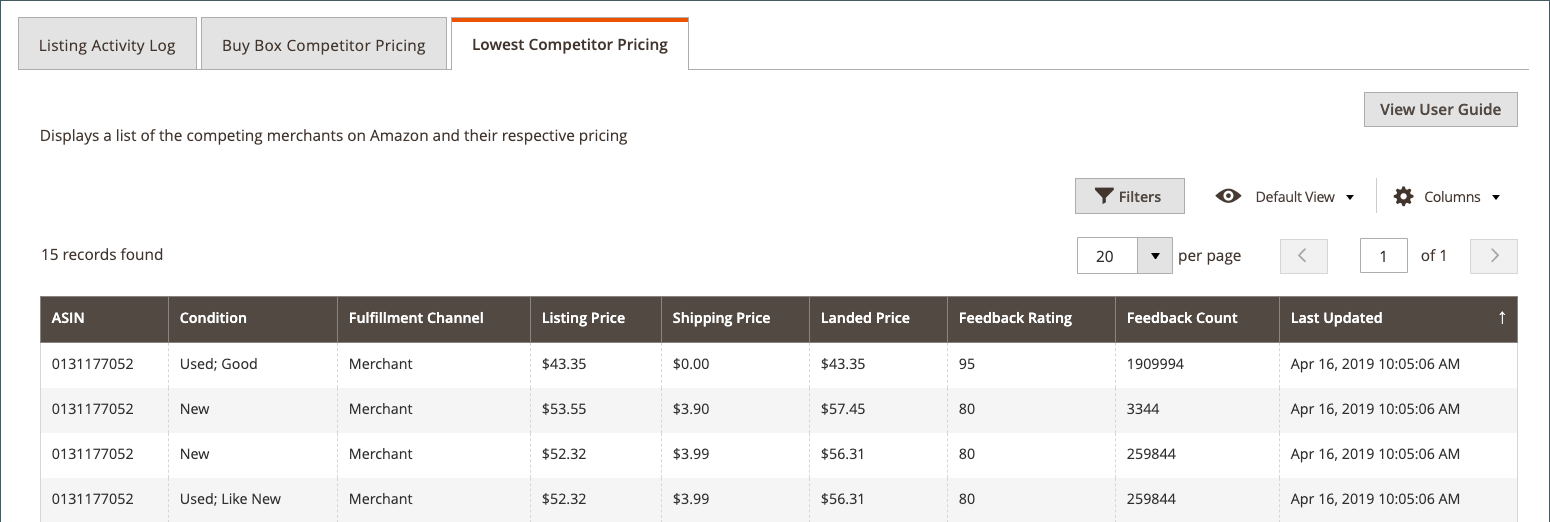 Listing Activity Log Buy Box Competitor Pricing Lowest Competitor Pricing
View User Guide
Displays a list of the competing merchants on Amazon and their respective pricing
Filters Default View Columns
15 records found 20 per page 1 of 1
ASIN Condition Fulfillment Channel Listing Price Shipping Price Landed Price Feedback Rating Feedback Count Last Updated ↑
0131177052 Used; Good Merchant $43.35 $0.00 $43.35 95 1909994 Apr 16, 2019 10:05:06 AM
0131177052 New Merchant $53.55 $3.90 $57.45 80 3344 Apr 16, 2019 10:05:06 AM
0131177052 New Merchant $52.32 $3.99 $56.31 80 259844 Apr 16, 2019 10:05:06 AM
0131177052 Used; Like New Merchant $52.32 $3.99 $56.31 80 259844 Apr 16, 2019 10:05:06 AM